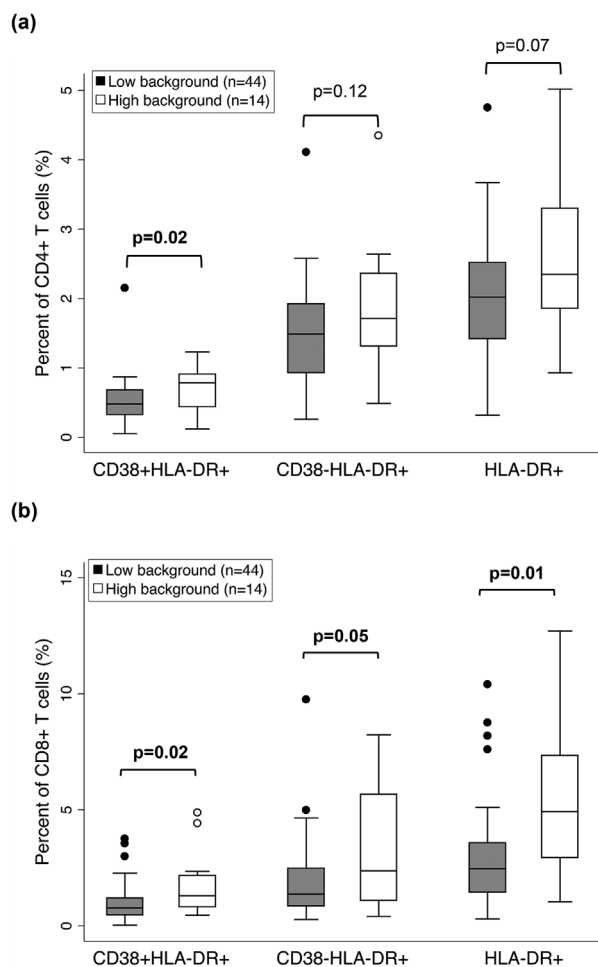 (a)
p=0.07
Low background (n=44)
High background (n=14)
p=0.12
p=0.02
5
4
3
2
1
0
Percent of CD4+ T cells (%)
CD38+HLA-DR+ CD38-HLA-DR+ HLA-DR+
(b)
Low background (n=44)
High background (n=14)
p=0.01
p=0.05
p=0.02
15
10
5
0
Percent of CD8+ T cells (%)
CD38+HLA-DR+ CD38-HLA-DR+ HLA-DR+